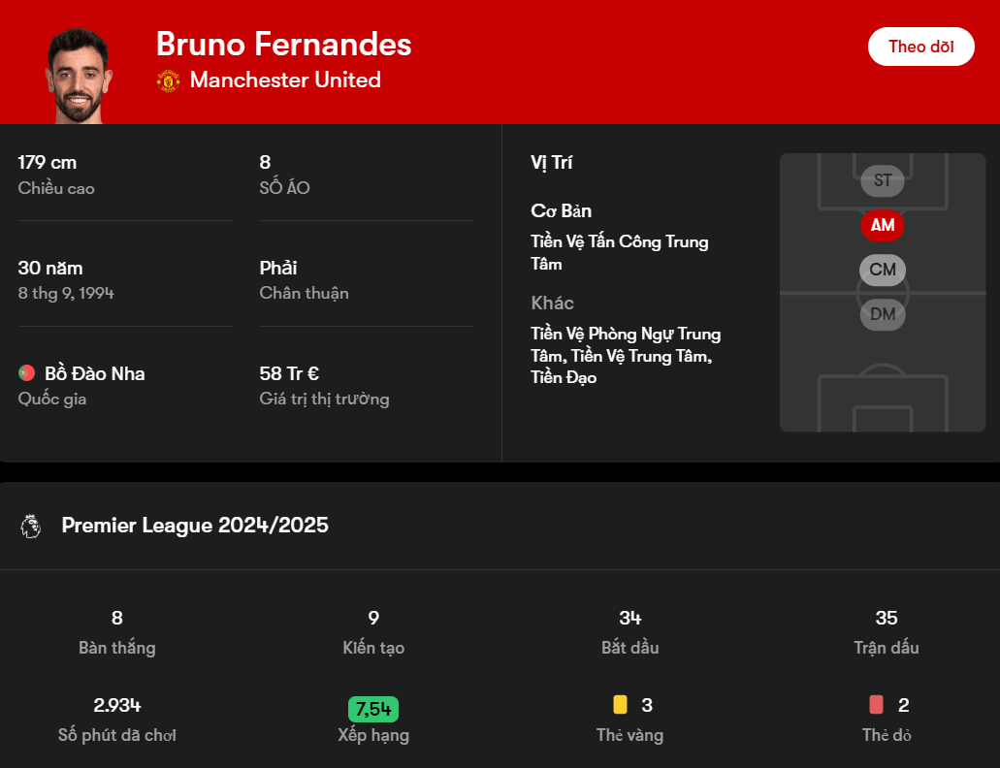 Bruno Fernandes
Manchester United
Theo dõi
179 cm
Chiều cao
8
SỐ ÁO
30 năm
8 thg 9, 1994
Phải
Chân thuận
Bồ Đào Nha
Quốc gia
58 Tr €
Giá trị thị trường
Vị Trí
Cơ Bản
Tiền Vệ Tấn Công Trung
Tâm
Khác
Tiền Vệ Phòng Ngự Trung
Tâm, Tiền Vệ Trung Tâm,
Tiền Đạo
ST
AM
CM
DM
Premier League 2024/2025
8
Bàn thắng
9
Kiến tạo
34
Bắt đầu
35
Trận đấu
2.934
Số phút đã chơi
7,54
Xếp hạng
3
Thẻ vàng
2
Thẻ đỏ